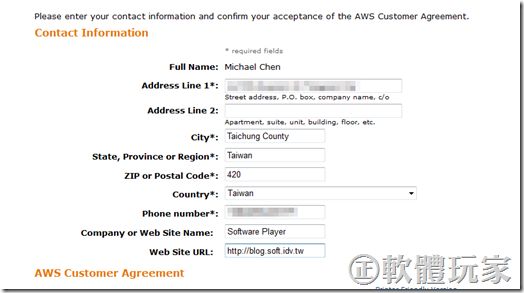 Please enter your contact information and confirm your acceptance of the AWS Customer Agreement.
Contact Information
* required fields
Full Name: Michael Chen
Address Line 1*:
Street address, P.O. box, company name, c/o
Address Line 2:
Apartment, suite, unit, building, floor, etc.
City*: Taichung County
State, Province or Region*: Taiwan
ZIP or Postal Code*: 420
Country*: Taiwan
Phone number*:
Company or Web Site Name: Software Player
Web Site URL: http://blog.soft.idv.tw
AWS Customer Agreement
正軟體玩家